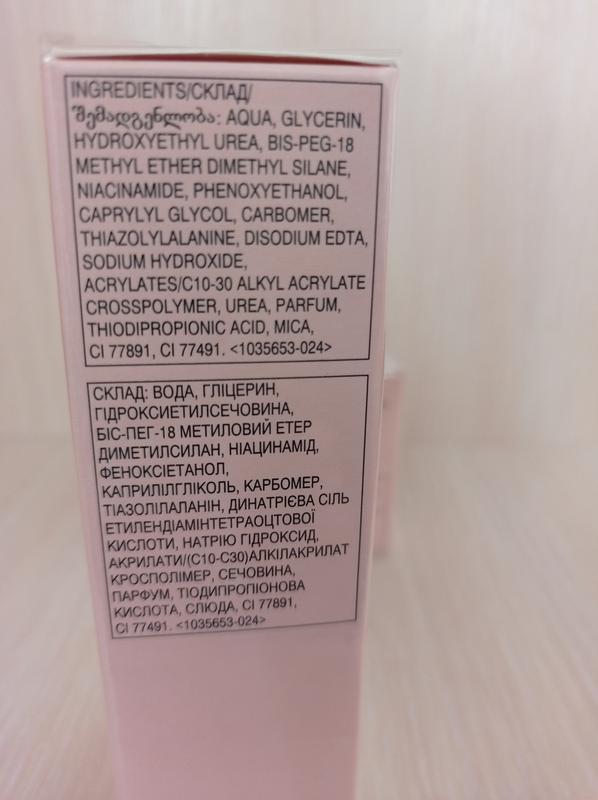 INGREDIENTS/СКЛАД/
შემადგენლობა: AQUA, GLYCERIN,
HYDROXYETHYL UREA, BIS-PEG-18
METHYL ETHER DIMETHYL SILANE,
NIACINAMIDE, PHENOXYETHANOL,
CAPRYLYL GLYCOL, CARBOMER,
THIAZOLYLALANINE, DISODIUM EDTA,
SODIUM HYDROXIDE,
ACRYLATES/C10-30 ALKYL ACRYLATE
CROSSPOLYMER, UREA, PARFUM,
THIODIPROPIONIC ACID, MICA,
CI 77891, CI 77491. <1035653-024>
СКЛАД: ВОДА, ГЛІЦЕРИН,
ГІДРОКСИЕТИЛСЕЧОВИНА,
БІС-ПЕГ-18 МЕТИЛОВИЙ ЕТЕР
ДИМЕТИЛСИЛАН, НІАЦИНАМІД,
ФЕНОКСІЕТАНОЛ,
КАПРИЛІЛГЛІКОЛЬ, КАРБОМЕР,
ТІАЗОЛІЛАЛАНІН, ДИНАТРІЄВА СІЛЬ
ЕТИЛЕНДІАМІНТЕТРАОЦТОВОЇ
КИСЛОТИ, НАТРІЮ ГІДРОКСИД,
АКРИЛАТИ/(С10-С30)АЛКІЛАКРИЛАТ
КРОСПОЛІМЕР, СЕЧОВИНА,
ПАРФУМ, ТІОДИПРОПІОНОВА
КИСЛОТА, СЛЮДА, CI 77891,
CI 77491. <1035653-024>